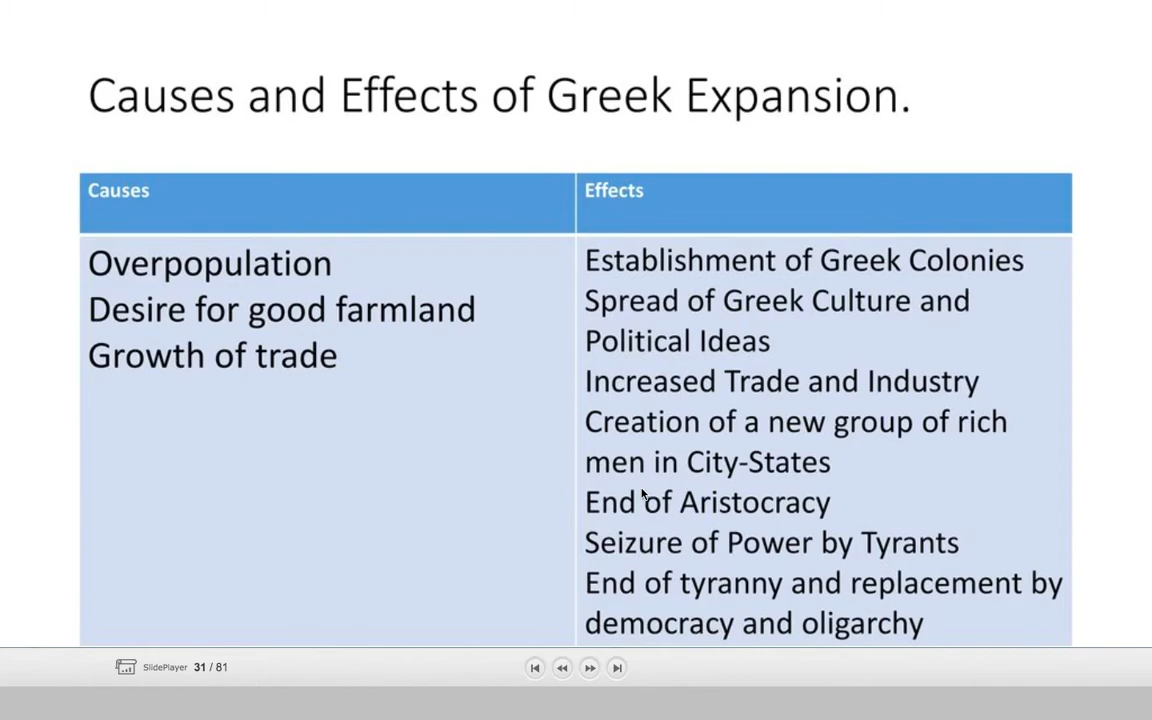 Causes and Effects of Greek Expansion.
Causes
Effects
Overpopulation
Desire for good farmland
Growth of trade
Establishment of Greek Colonies
Spread of Greek Culture and
Political Ideas
Increased Trade and Industry
Creation of a new group of rich
men in City-States
End of Aristocracy
Seizure of Power by Tyrants
End of tyranny and replacement by
democracy and oligarchy
SlidePlayer 31 / 81